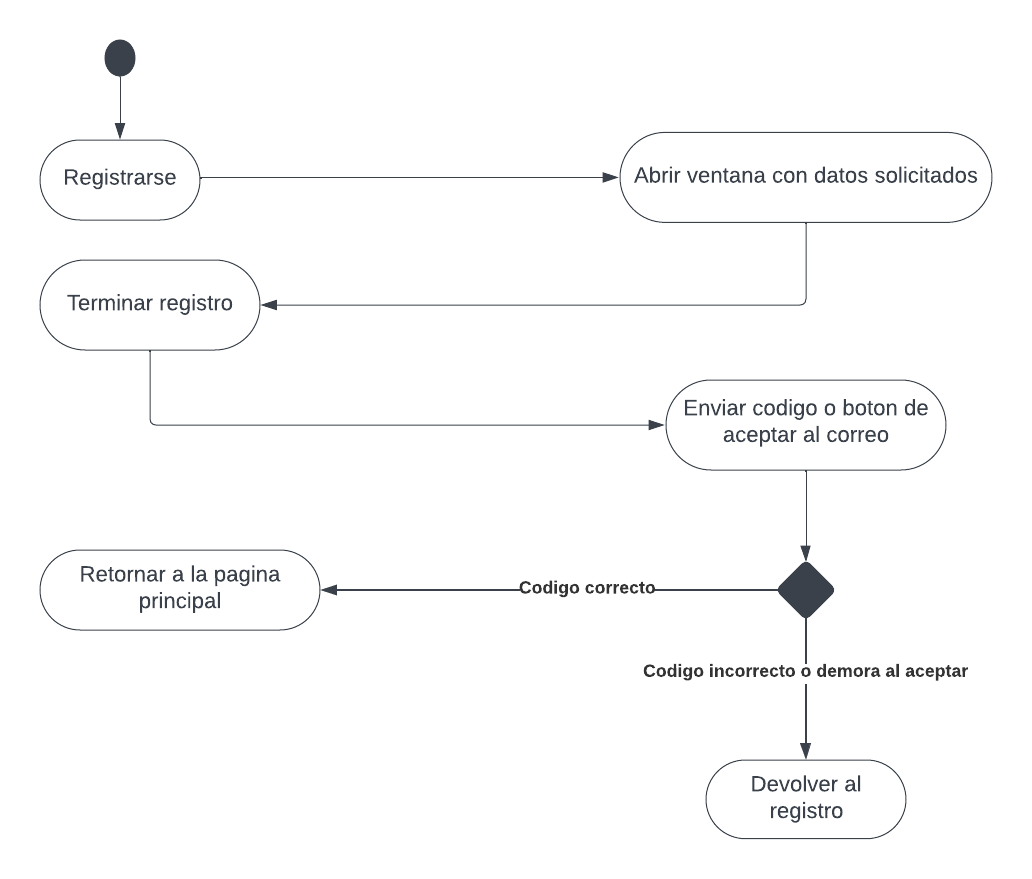 Registrarse
Abrir ventana con datos solicitados
Terminar registro
Enviar codigo o boton de
aceptar al correo
Retornar a la pagina
principal
Codigo correcto
Codigo incorrecto o demora al aceptar
Devolver al
registro